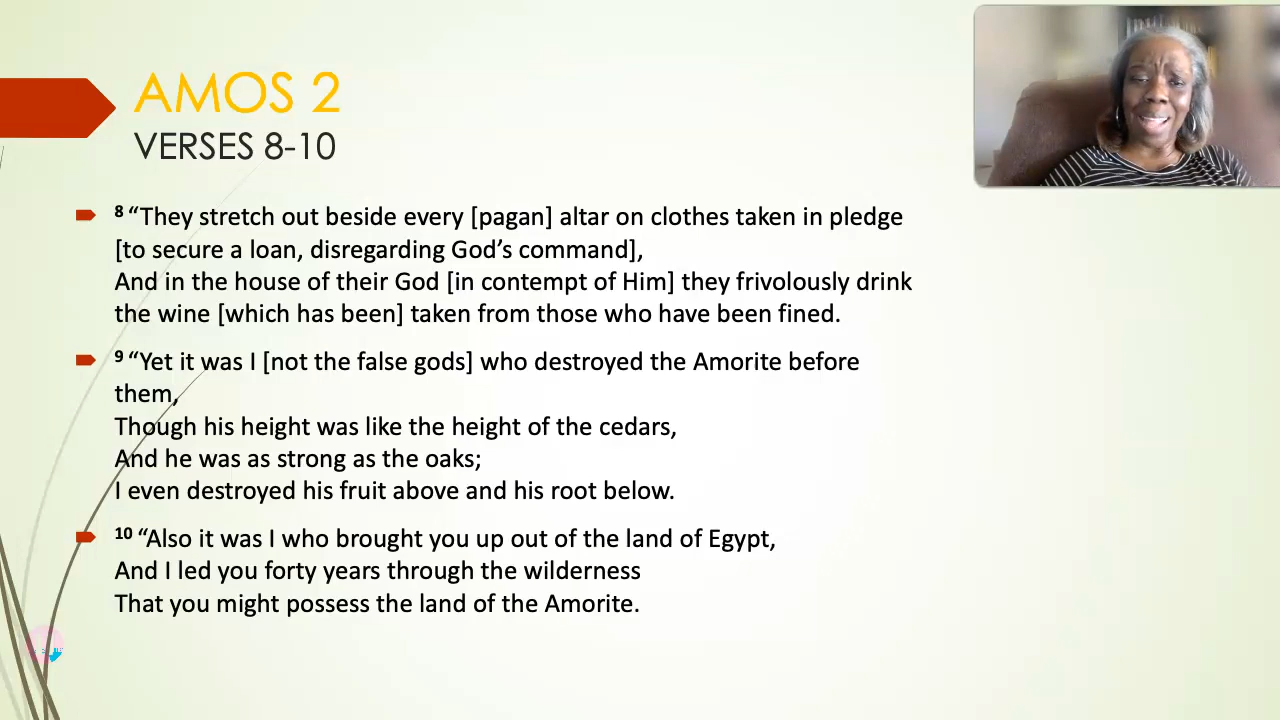 AMOS 2
VERSES 8-10
8 “They stretch out beside every [pagan] altar on clothes taken in pledge
[to secure a loan, disregarding God’s command],
And in the house of their God [in contempt of Him] they frivolously drink
the wine [which has been] taken from those who have been fined.
9 “Yet it was I [not the false gods] who destroyed the Amorite before
them,
Though his height was like the height of the cedars,
And he was as strong as the oaks;
I even destroyed his fruit above and his root below.
10 “Also it was I who brought you up out of the land of Egypt,
And I led you forty years through the wilderness
That you might possess the land of the Amorite.